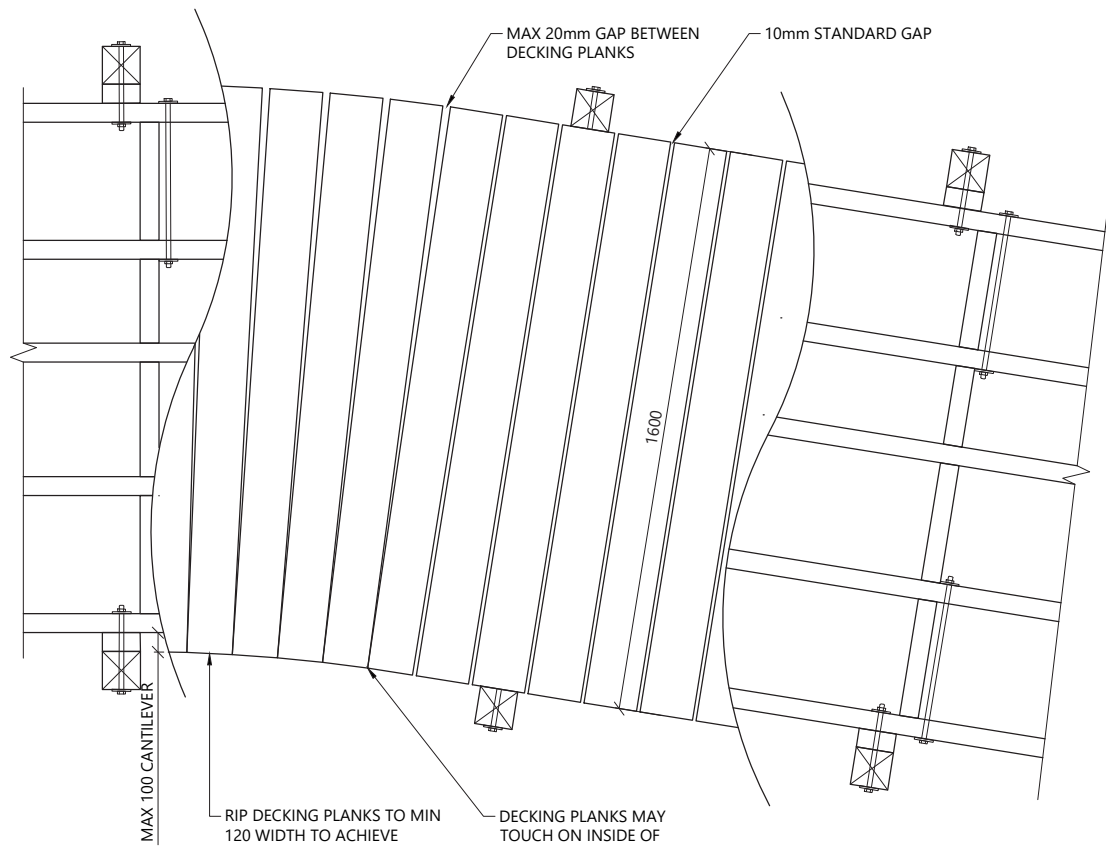 MAX 20mm GAP BETWEEN
DECKING PLANKS
10mm STANDARD GAP
1600
MAX 100 CANTILEVER
RIP DECKING PLANKS TO MIN
120 WIDTH TO ACHIEVE
DECKING PLANKS MAY
TOUCH ON INSIDE OF